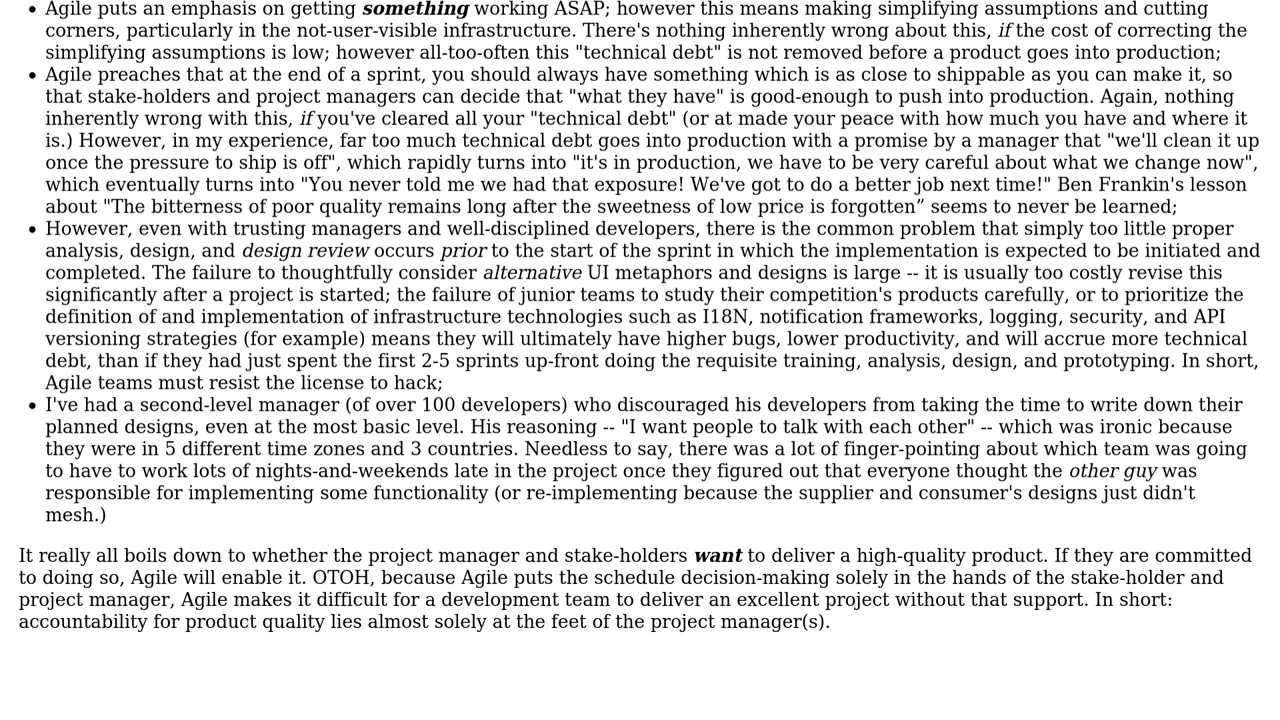 • Agile puts an emphasis on getting something working ASAP; however this means making simplifying assumptions and cutting
corners, particularly in the not-user-visible infrastructure. There's nothing inherently wrong about this, if the cost of correcting the
simplifying assumptions is low; however all-too-often this "technical debt" is not removed before a product goes into production;
• Agile preaches that at the end of a sprint, you should always have something which is as close to shippable as you can make it, so
that stake-holders and project managers can decide that "what they have" is good-enough to push into production. Again, nothing
inherently wrong with this, if you've cleared all your "technical debt" (or at made your peace with how much you have and where it
is.) However, in my experience, far too much technical debt goes into production with a promise by a manager that "we'll clean it up
once the pressure to ship is off", which rapidly turns into "it's in production, we have to be very careful about what we change now",
which eventually turns into "You never told me we had that exposure! We've got to do a better job next time!" Ben Frankin's lesson
about "The bitterness of poor quality remains long after the sweetness of low price is forgotten” seems to never be learned;
• However, even with trusting managers and well-disciplined developers, there is the common problem that simply too little proper
analysis, design, and design review occurs prior to the start of the sprint in which the implementation is expected to be initiated and
completed. The failure to thoughtfully consider alternative UI metaphors and designs is large -- it is usually too costly revise this
significantly after a project is started; the failure of junior teams to study their competition's products carefully, or to prioritize the
definition of and implementation of infrastructure technologies such as I18N, notification frameworks, logging, security, and API
versioning strategies (for example) means they will ultimately have higher bugs, lower productivity, and will accrue more technical
debt, than if they had just spent the first 2-5 sprints up-front doing the requisite training, analysis, design, and prototyping. In short,
Agile teams must resist the license to hack;
• I've had a second-level manager (of over 100 developers) who discouraged his developers from taking the time to write down their
planned designs, even at the most basic level. His reasoning -- "I want people to talk with each other" -- which was ironic because
they were in 5 different time zones and 3 countries. Needless to say, there was a lot of finger-pointing about which team was going
to have to work lots of nights-and-weekends late in the project once they figured out that everyone thought the other guy was
responsible for implementing some functionality (or re-implementing because the supplier and consumer's designs just didn't
mesh.)
It really all boils down to whether the project manager and stake-holders want to deliver a high-quality product. If they are committed
to doing so, Agile will enable it. OTOH, because Agile puts the schedule decision-making solely in the hands of the stake-holder and
project manager, Agile makes it difficult for a development team to deliver an excellent project without that support. In short:
accountability for product quality lies almost solely at the feet of the project manager(s).